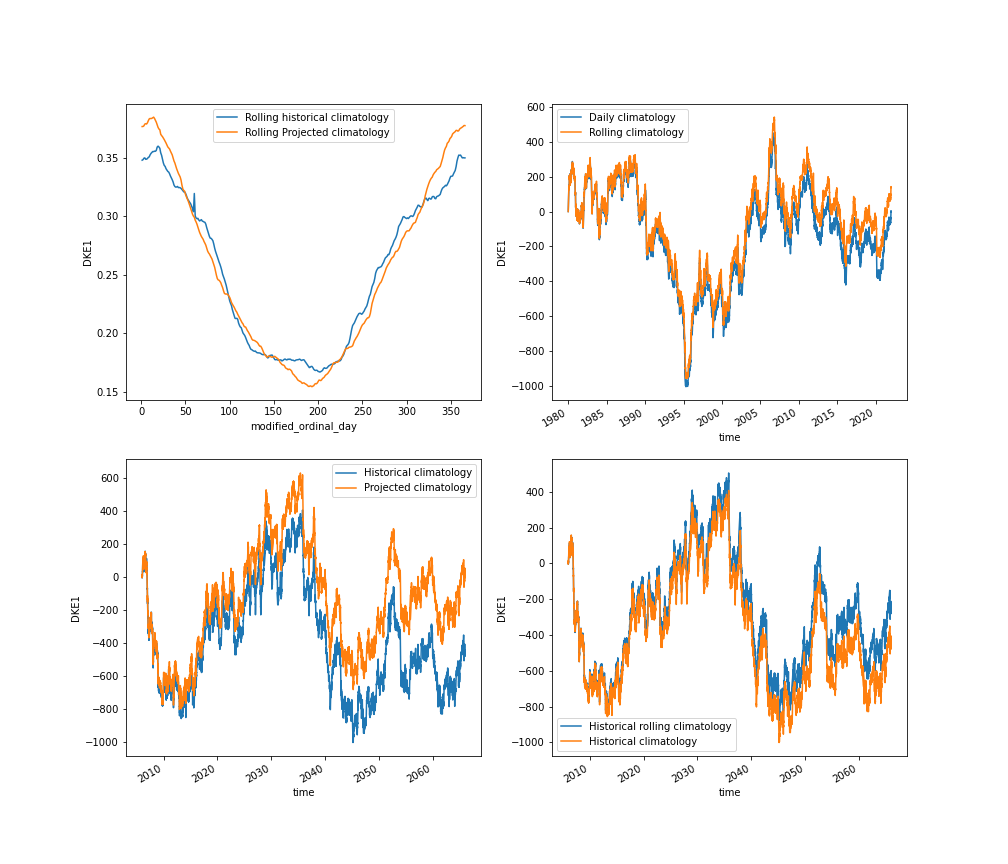 Rolling historical climatology
Rolling Projected climatology
DKE1
0.35
0.30
0.25
0.20
0.15
0 50 100 150 200 250 300 350
modified_ordinal_day
Daily climatology
Rolling climatology
DKE1
600
400
200
0
−200
−400
−600
−800
−1000
1980 1985 1990 1995 2000 2005 2010 2015 2020
time
Historical climatology
Projected climatology
DKE1
600
400
200
0
−200
−400
−600
−800
−1000
2010 2020 2030 2040 2050 2060
time
DKE1
400
200
0
−200
−400
−600
−800
−1000
Historical rolling climatology
Historical climatology
2010 2020 2030 2040 2050 2060
time